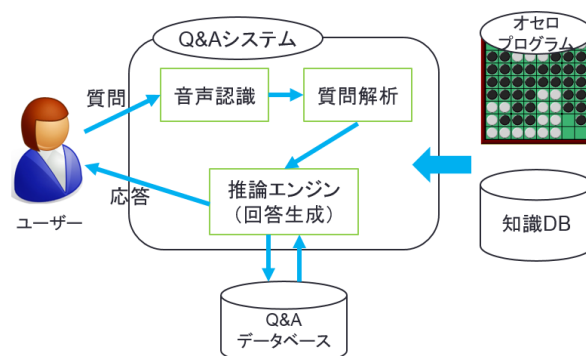 Q&Aシステム
オセロ
プログラム
質問
音声認識
質問解析
応答
推論エンジン
（回答生成）
ユーザー
知識DB
Q&A
データベース